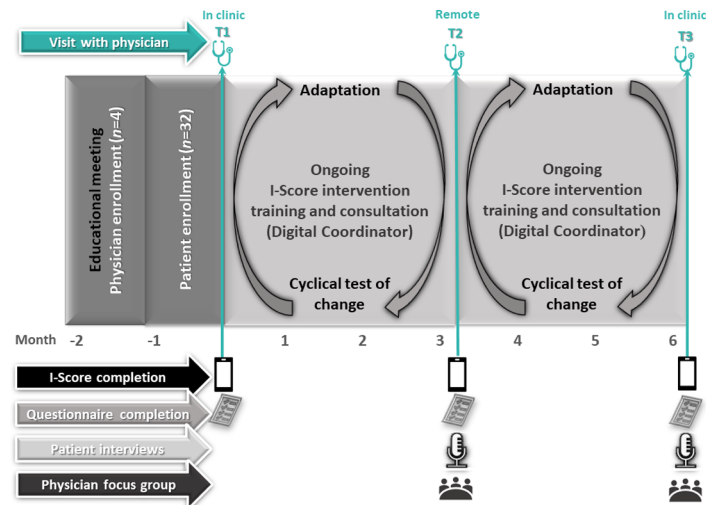 In clinic
T1
Remote
T2
In clinic
T3
Visit with physician
Educational meeting
Physician enrollment (n=4)
Patient enrollment (n=32)
Adaptation
Ongoing
I-Score intervention
training and consultation
(Digital Coordinator)
Cyclical test of
change
Adaptation
Ongoing
I-Score intervention
training and consultation
(Digital Coordinator)
Cyclical test of
change
Month -2 -1 1 2 3 4 5 6
I-Score completion
Questionnaire completion
Patient interviews
Physician focus group